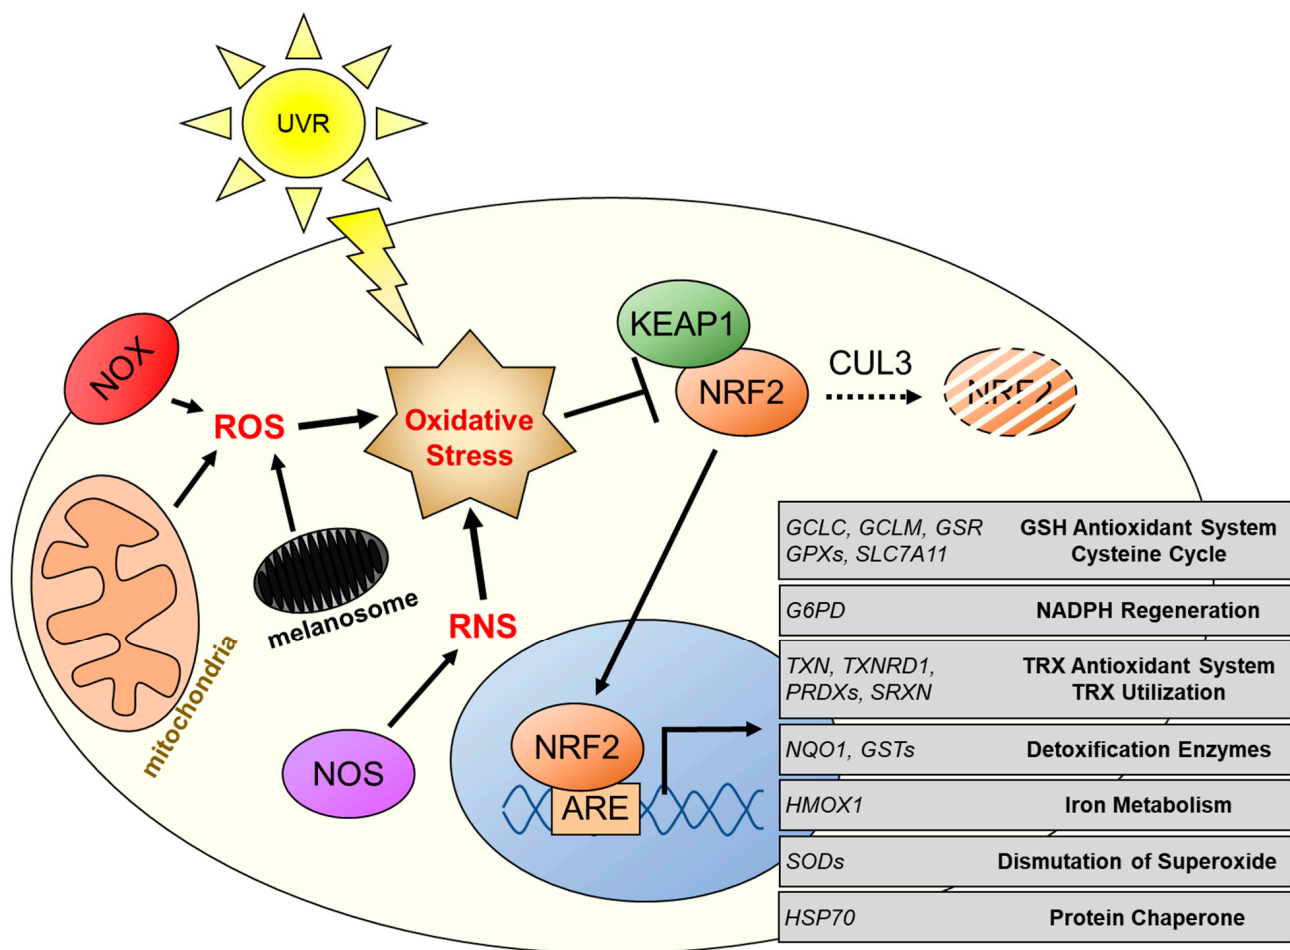 UVR
KEAP1
NOX
NRF2
CUL3
NRF2
ROS
Oxidative
Stress
melanosome
mitochondria
RNS
NOS
NRF2
ARE
GCLC, GCLM, GSR GSH Antioxidant System
GPXs, SLC7A11 Cysteine Cycle
G6PD NADPH Regeneration
TXN, TXNRD1, TRX Antioxidant System
PRDXs, SRXN TRX Utilization
NQO1, GSTs Detoxification Enzymes
HMOX1 Iron Metabolism
SODs Dismutation of Superoxide
HSP70 Protein Chaperone